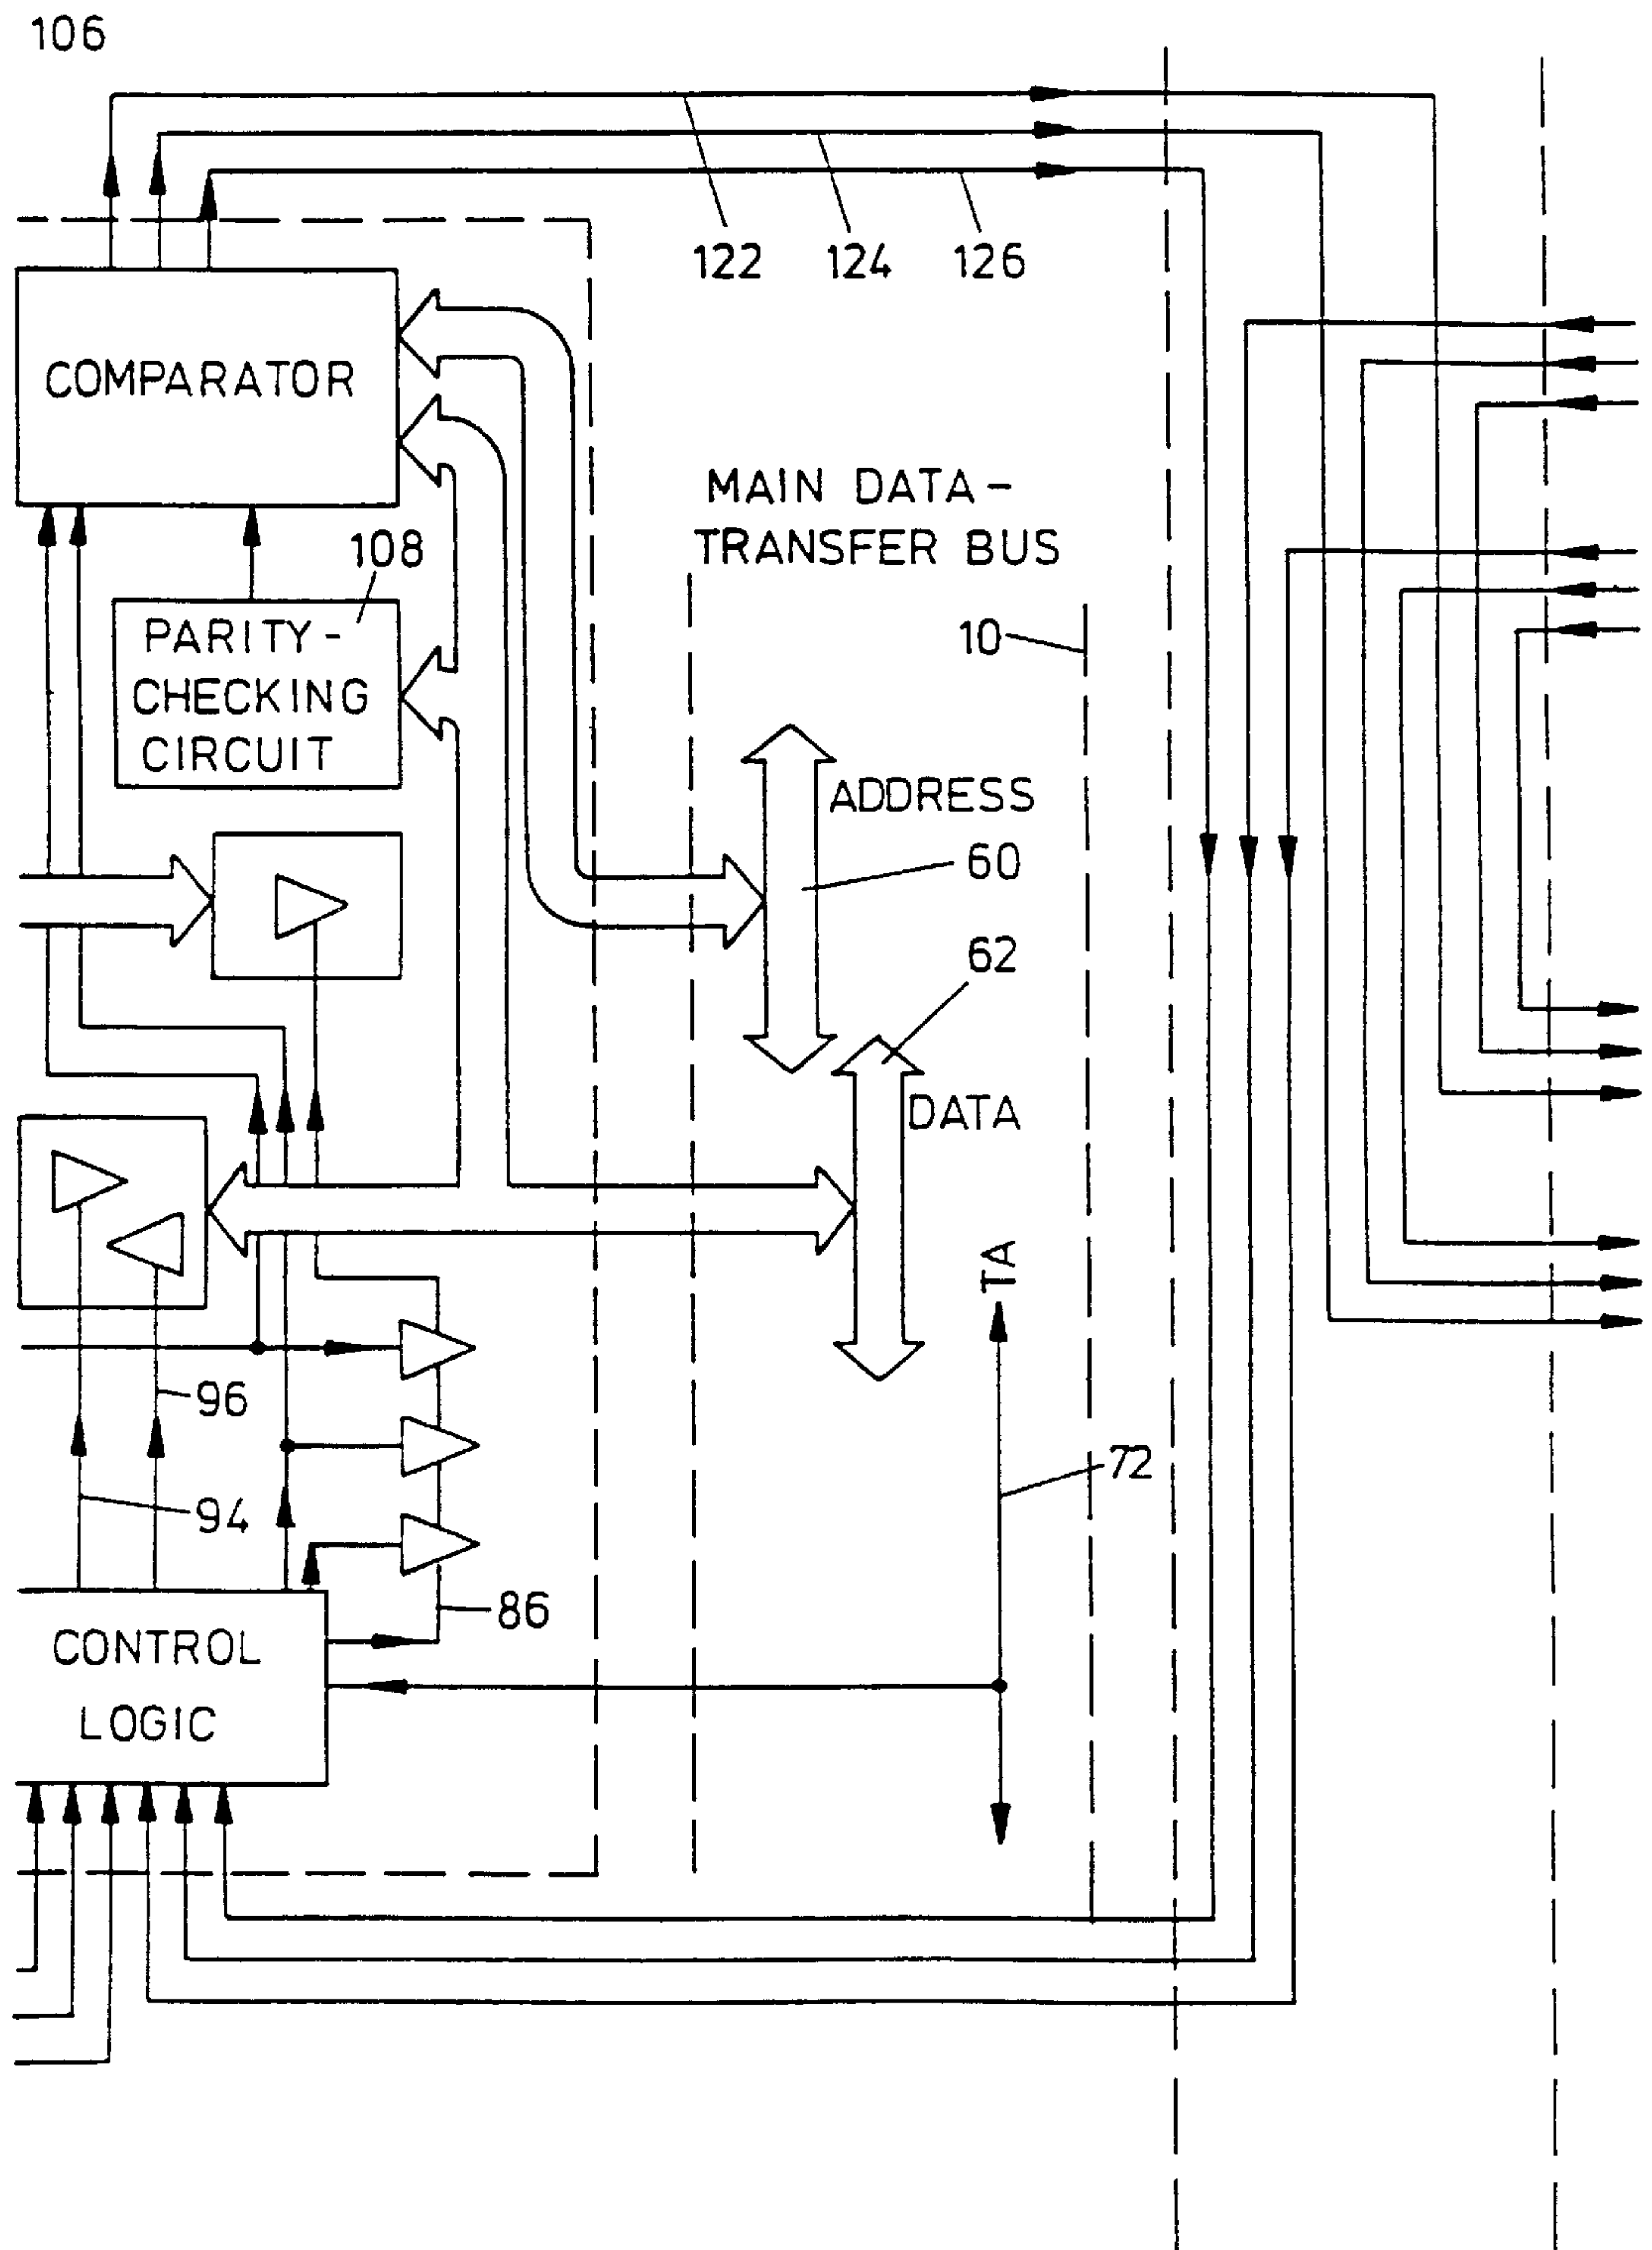 106
122
124
126
COMPARATOR
MAIN DATA-
TRANSFER BUS
108
PARITY-
CHECKING
CIRCUIT
10
ADDRESS
60
62
DATA
TA
96
72
94
86
CONTROL
LOGIC